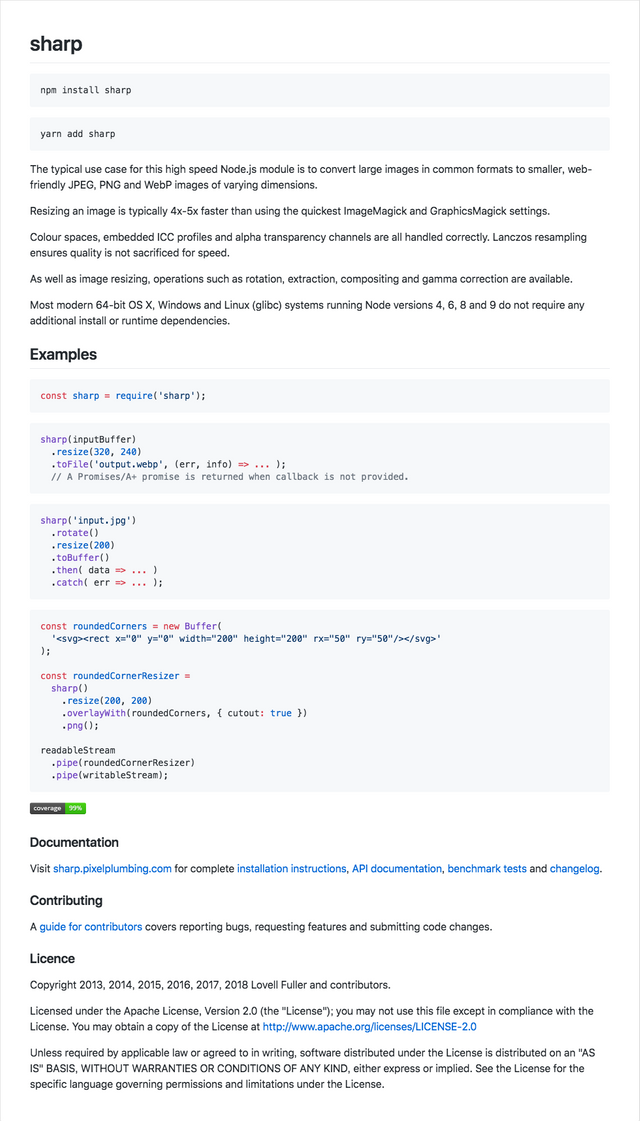 sharp
npm install sharp
yarn add sharp
The typical use case for this high speed Node.js module is to convert large images in common formats to smaller, web-
friendly JPEG, PNG and WebP images of varying dimensions.
Resizing an image is typically 4x-5x faster than using the quickest ImageMagick and GraphicsMagick settings.
Colour spaces, embedded ICC profiles and alpha transparency channels are all handled correctly. Lanczos resampling
ensures quality is not sacrificed for speed.
As well as image resizing, operations such as rotation, extraction, compositing and gamma correction are available.
Most modern 64-bit OS X, Windows and Linux (glibc) systems running Node versions 4, 6, 8 and 9 do not require any
additional install or runtime dependencies.
Examples
const sharp = require('sharp');
sharp(inputBuffer)
  .resize(320, 240)
  .toFile('output.webp', (err, info) => ... );
  // A Promises/A+ promise is returned when callback is not provided.
sharp('input.jpg')
  .rotate()
  .resize(200)
  .toBuffer()
  .then( data => ... )
  .catch( err => ... );
const roundedCorners = new Buffer(
  '<svg><rect x="0" y="0" width="200" height="200" rx="50" ry="50"/></svg>'
);
const roundedCornerResizer =
  sharp()
    .resize(200, 200)
    .overlayWith(roundedCorners, { cutout: true })
    .png();
readableStream
  .pipe(roundedCornerResizer)
  .pipe(writableStream);
coverage 99%
Documentation
Visit sharp.pixelplumbing.com for complete installation instructions, API documentation, benchmark tests and changelog.
Contributing
A guide for contributors covers reporting bugs, requesting features and submitting code changes.
Licence
Copyright 2013, 2014, 2015, 2016, 2017, 2018 Lovell Fuller and contributors.
Licensed under the Apache License, Version 2.0 (the "License"); you may not use this file except in compliance with the
License. You may obtain a copy of the License at http://www.apache.org/licenses/LICENSE-2.0
Unless required by applicable law or agreed to in writing, software distributed under the License is distributed on an "AS
IS" BASIS, WITHOUT WARRANTIES OR CONDITIONS OF ANY KIND, either express or implied. See the License for the
specific language governing permissions and limitations under the License.